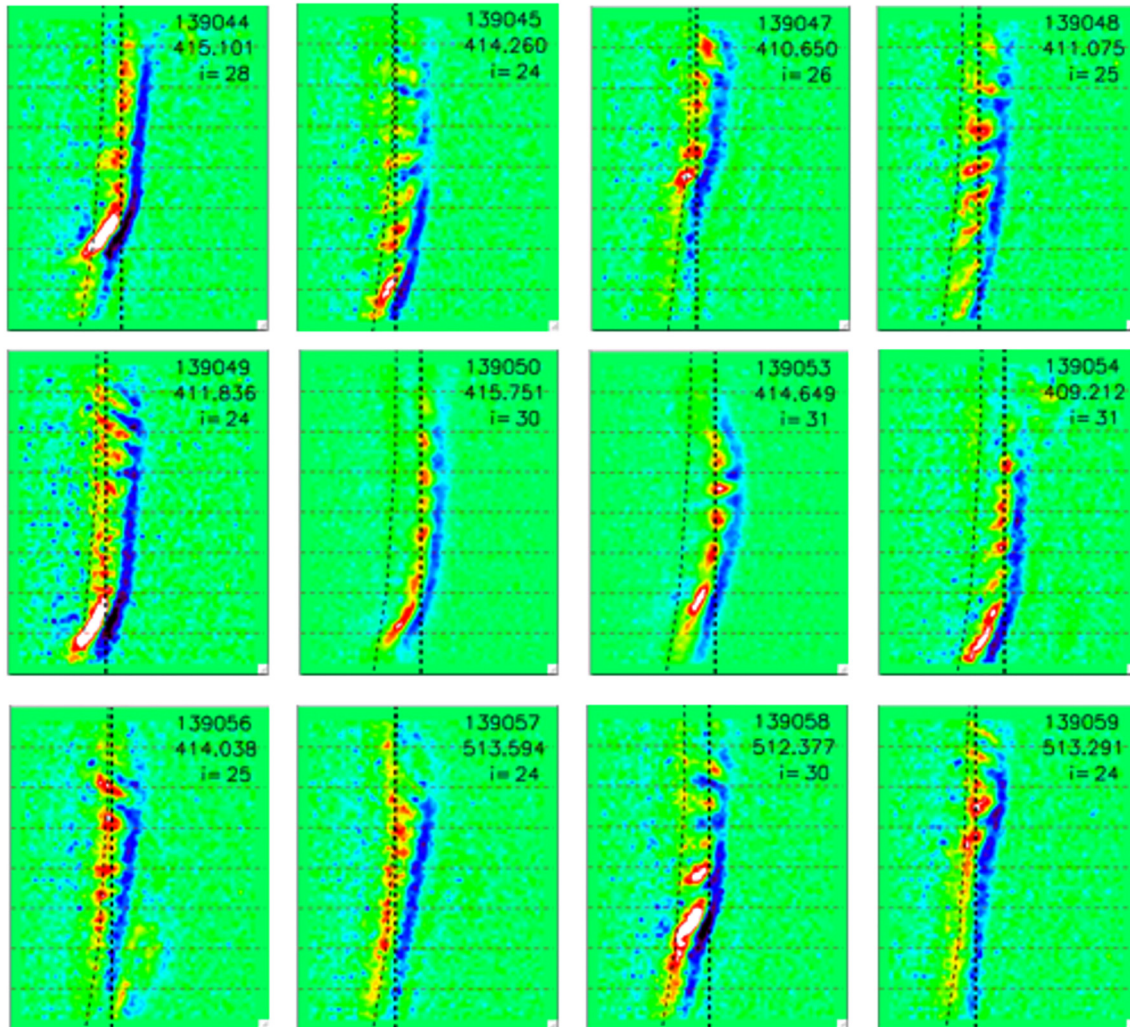 139044
415.101
i= 28
139045
414.260
i= 24
139047
410.650
i= 26
139048
411.075
i= 25
139049
411.836
i= 24
139050
415.751
i= 30
139053
414.649
i= 31
139054
409.212
i= 31
139056
414.038
i= 25
139057
513.594
i= 24
139058
512.377
i= 30
139059
513.291
i= 24